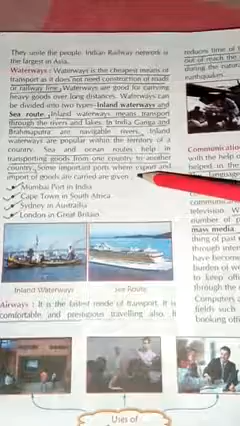 They unite the people. Indian Railway network is
the largest in Asia.
Waterways : Waterways is the cheapest means of
transport as it does not need construction of roads
or railway line. Waterways are good for carrying
heavy goods over long distances. Waterways can
be divided into two types—Inland waterways and
Sea route. Inland waterways means transport
through the rivers and lakes. In India Ganga and
Brahmaputra are navigable rivers. Inland
waterways are popular within the territory of a
country. Sea and ocean routes help in
transporting goods from one country to another
country. Some important ports where export and
import of goods are carried are given
Mumbai Port in India
Cape Town in South Africa
Sydney in Australia
London in Great Britain
Inland Waterways
Sea Route
Airways : It is the fastest mode of transport. It is
comfortable and prestigious travelling also. It
reduces time of
out of reach the
during the natur
earthquakes
Communication
with the help o
helped in the
language
communicat
television. W
number of p
mass media.
thing of past
through inter
have become
burden of w
to keep offi
through the
Computers
fields such
booking offi
Uses of